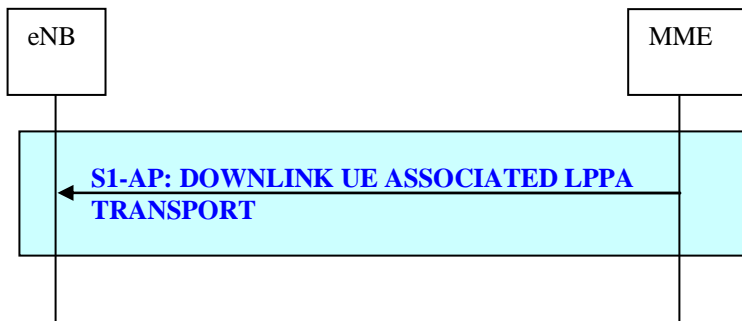 eNB
MME
S1-AP: DOWNLINK UE ASSOCIATED LPPA
TRANSPORT